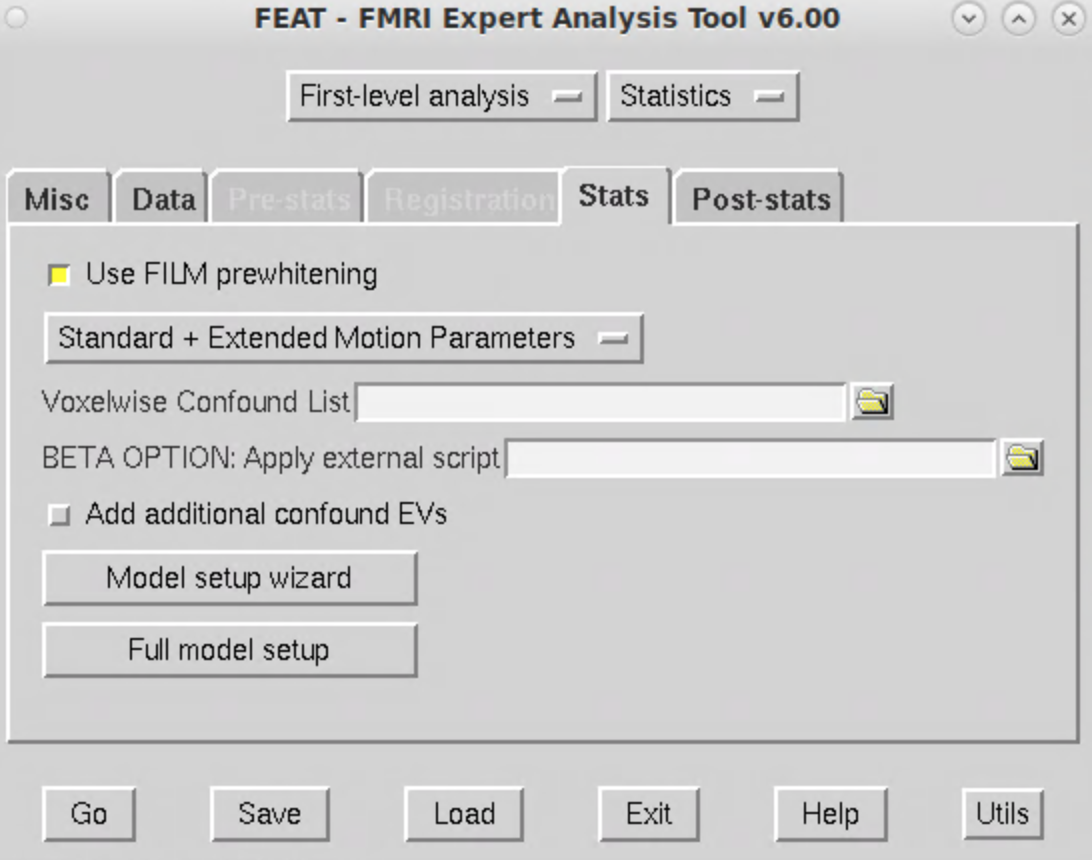 FEAT - FMRI Expert Analysis Tool v6.00
First-level analysis Statistics
Misc Data Pre-stats Registration Stats Post-stats
Use FILM prewhitening
Standard + Extended Motion Parameters
Voxelwise Confound List
BETA OPTION: Apply external script
Add additional confound EVs
Model setup wizard
Full model setup
Go Save Load Exit Help Utils